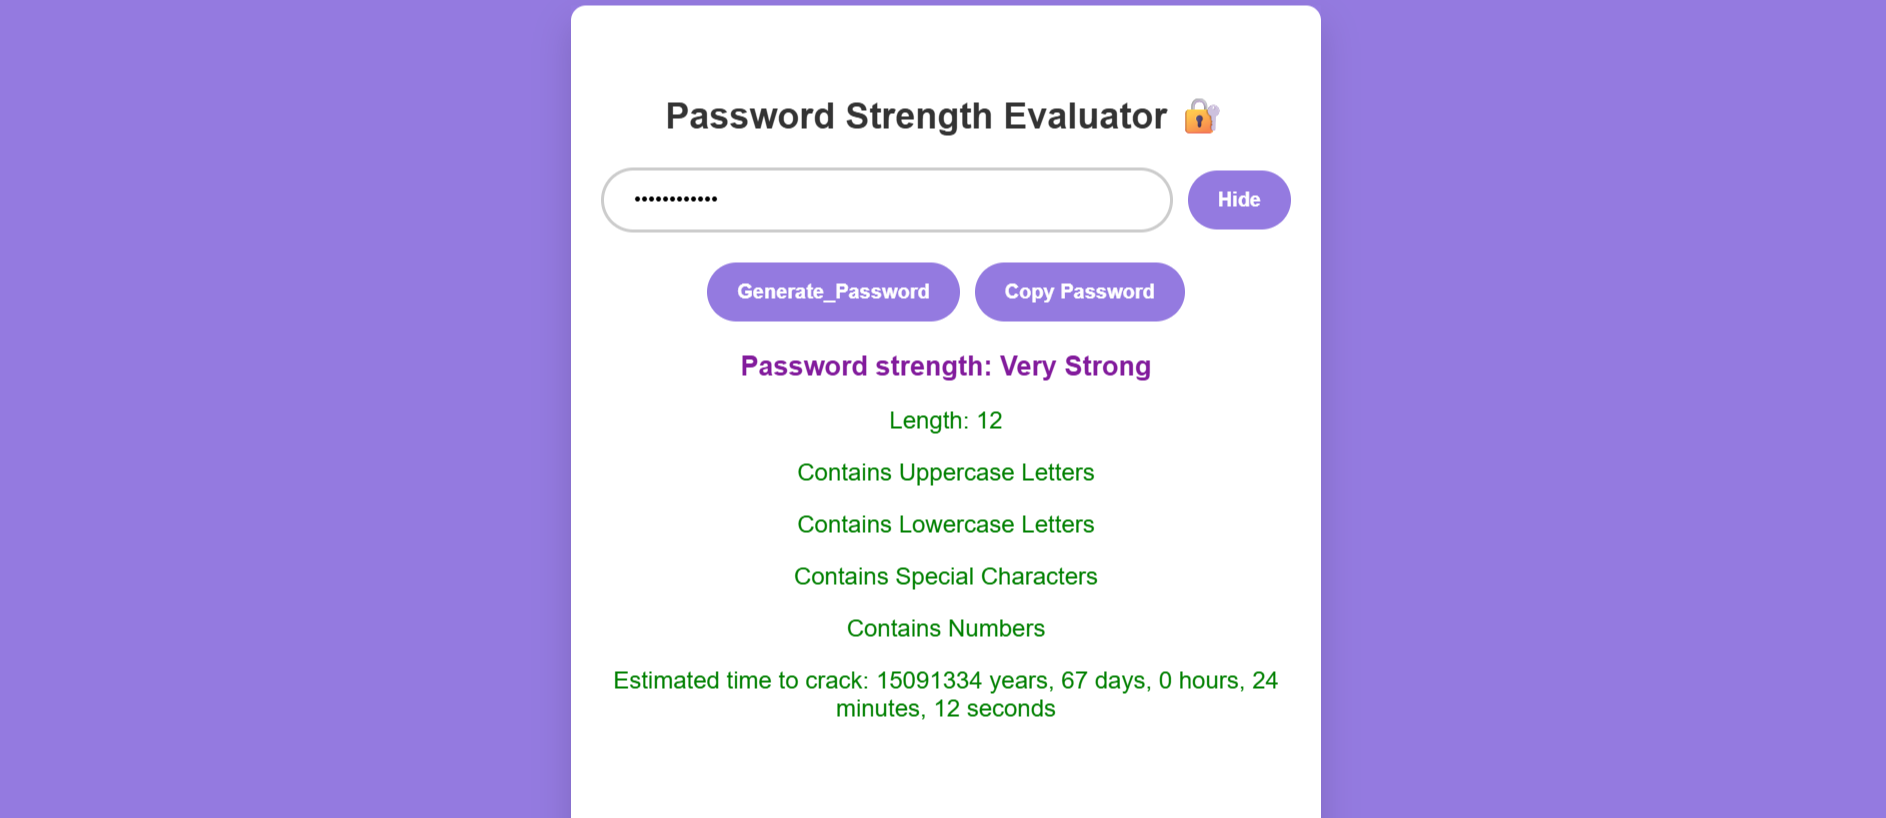 Password Strength Evaluator 🔐
••••••••••••
Hide
Generate_Password
Copy Password
Password strength: Very Strong
Length: 12
Contains Uppercase Letters
Contains Lowercase Letters
Contains Special Characters
Contains Numbers
Estimated time to crack: 15091334 years, 67 days, 0 hours, 24
minutes, 12 seconds